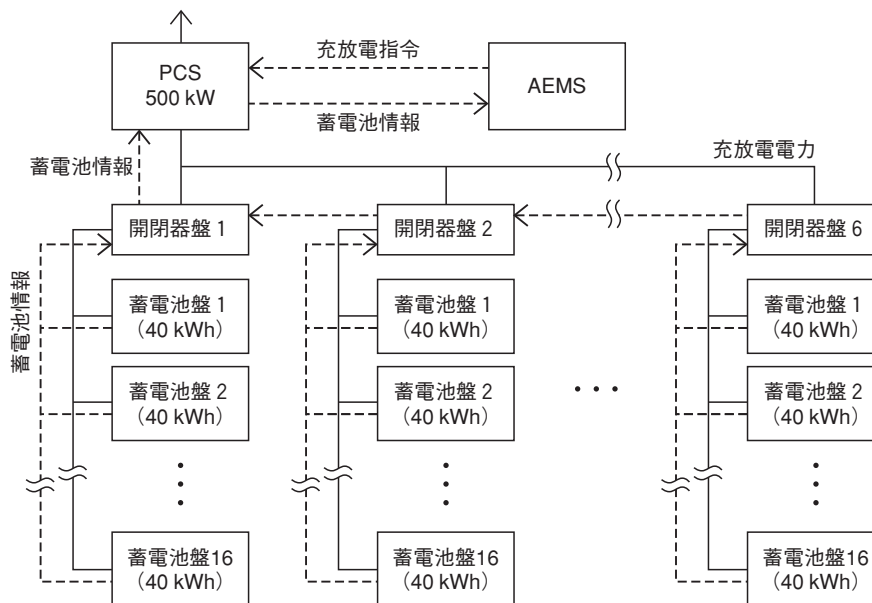 PCS
500 kW
充放電指令
AEMS
蓄電池情報
蓄電池情報
充放電電力
開閉器盤 1
開閉器盤 2
開閉器盤 6
蓄電池情報
蓄電池盤 1
(40 kWh)
蓄電池盤 1
(40 kWh)
蓄電池盤 1
(40 kWh)
蓄電池盤 2
(40 kWh)
蓄電池盤 2
(40 kWh)
蓄電池盤 2
(40 kWh)
蓄電池盤16
(40 kWh)
蓄電池盤16
(40 kWh)
蓄電池盤16
(40 kWh)